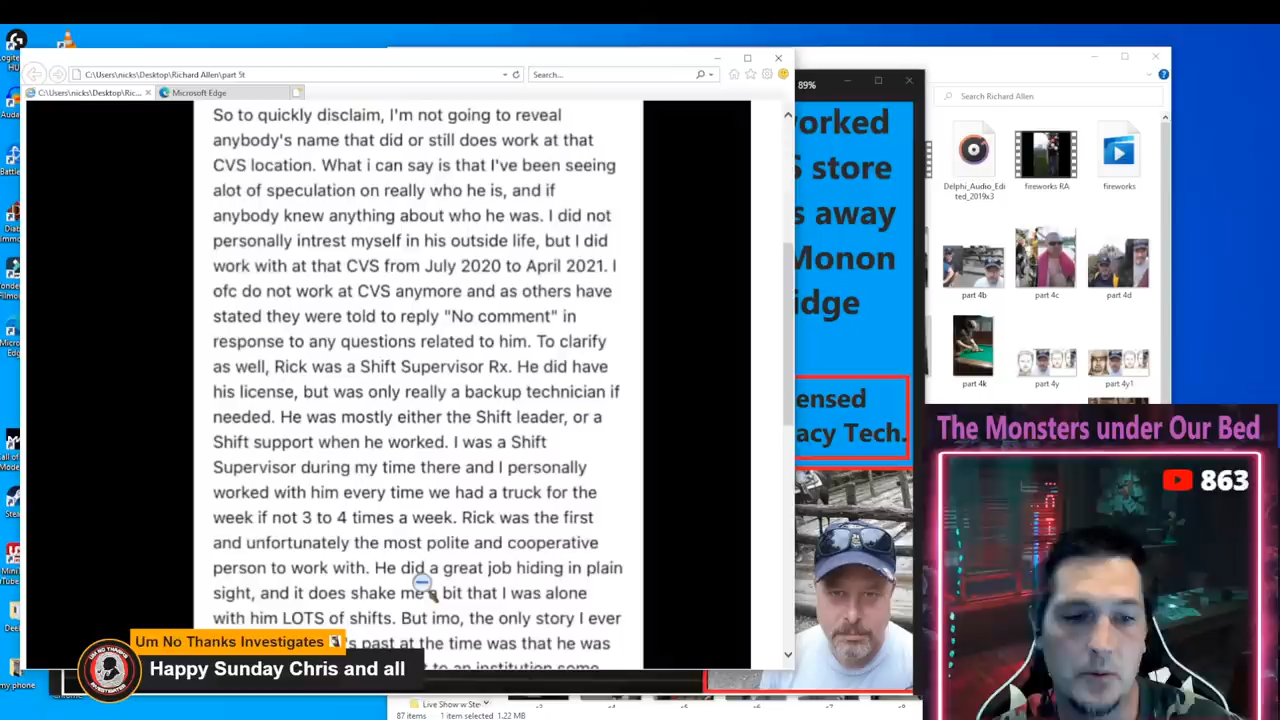 C:\Users\nicks\Desktop\Richard Allen\part 5t
Search...
C:\Users\nicks\Desktop\Ric...
Microsoft Edge
So to quickly disclaim, I'm not going to reveal
anybody's name that did or still does work at that
CVS location. What i can say is that I've been seeing
alot of speculation on really who he is, and if
anybody knew anything about who he was. I did not
personally intrest myself in his outside life, but I did
work with at that CVS from July 2020 to April 2021. I
ofc do not work at CVS anymore and as others have
stated they were told to reply "No comment" in
response to any questions related to him. To clarify
as well, Rick was a Shift Supervisor Rx. He did have
his license, but was only really a backup technician if
needed. He was mostly either the Shift leader, or a
Shift support when he worked. I was a Shift
Supervisor during my time there and I personally
worked with him every time we had a truck for the
week if not 3 to 4 times a week. Rick was the first
and unfortunately the most polite and cooperative
person to work with. He did a great job hiding in plain
sight, and it does shake me a bit that I was alone
with him LOTS of shifts. But imo, the only story I ever
past at the time was that he was
to an institution some
89%
orked
store
s away
Monon
idge
ensed
acy Tech.
Search Richard Allen
Delphi_Audio_Edi
ted_2019x3
fireworks RA
fireworks
part 4b
part 4c
part 4d
part 4k
part 4y
part 4y1
The Monsters under Our Bed
863
Um No Thanks Investigates
Happy Sunday Chris and all
my phone
Live Show w Ste
87 items
1 item selected
1.22 MB